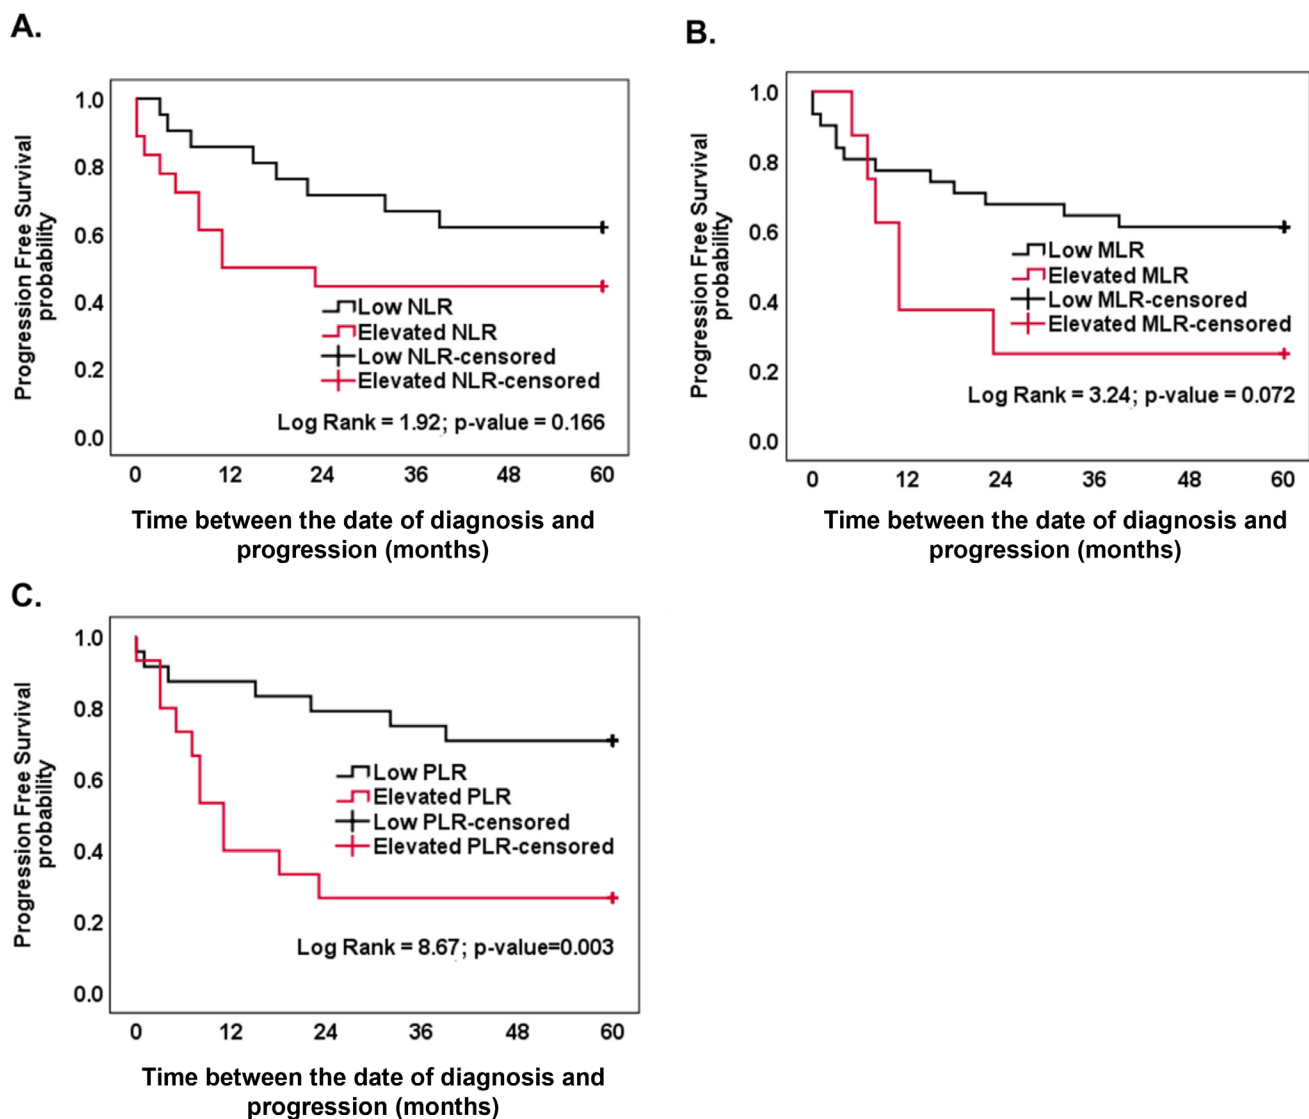 A.
Progression Free Survival
probability
1.0
0.8
0.6
0.4
0.2
0.0
Low NLR
Elevated NLR
Low NLR-censored
Elevated NLR-censored
Log Rank = 1.92; p-value = 0.166
0 12 24 36 48 60
Time between the date of diagnosis and
progression (months)
B.
Progression Free Survival
probability
1.0
0.8
0.6
0.4
0.2
0.0
Low MLR
Elevated MLR
Low MLR-censored
Elevated MLR-censored
Log Rank = 3.24; p-value = 0.072
0 12 24 36 48 60
Time between the date of diagnosis and
progression (months)
C.
Progression Free Survival
probability
1.0
0.8
0.6
0.4
0.2
0.0
Low PLR
Elevated PLR
Low PLR-censored
Elevated PLR-censored
Log Rank = 8.67; p-value=0.003
0 12 24 36 48 60
Time between the date of diagnosis and
progression (months)